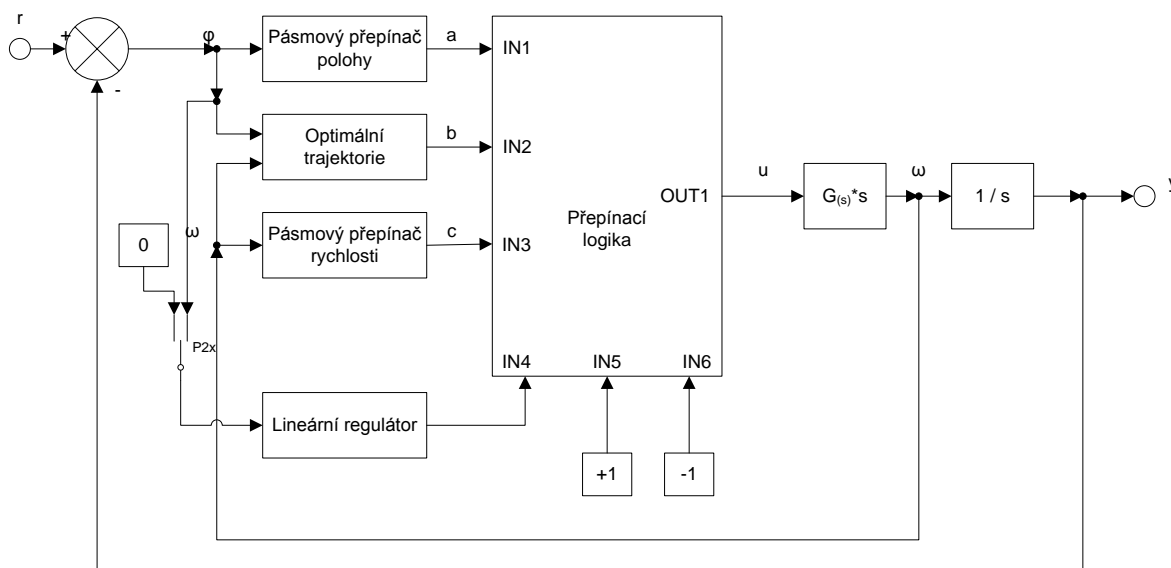 r
+
-
φ
Pásmový přepínač
polohy
a
IN1
Optimální
trajektorie
b
IN2
ω
Pásmový přepínač
rychlosti
c
IN3
0
P2x
Lineární regulátor
IN4
IN5
IN6
+1
-1
Přepínací
logika
OUT1
u
G(s)*s
ω
1 / s
y